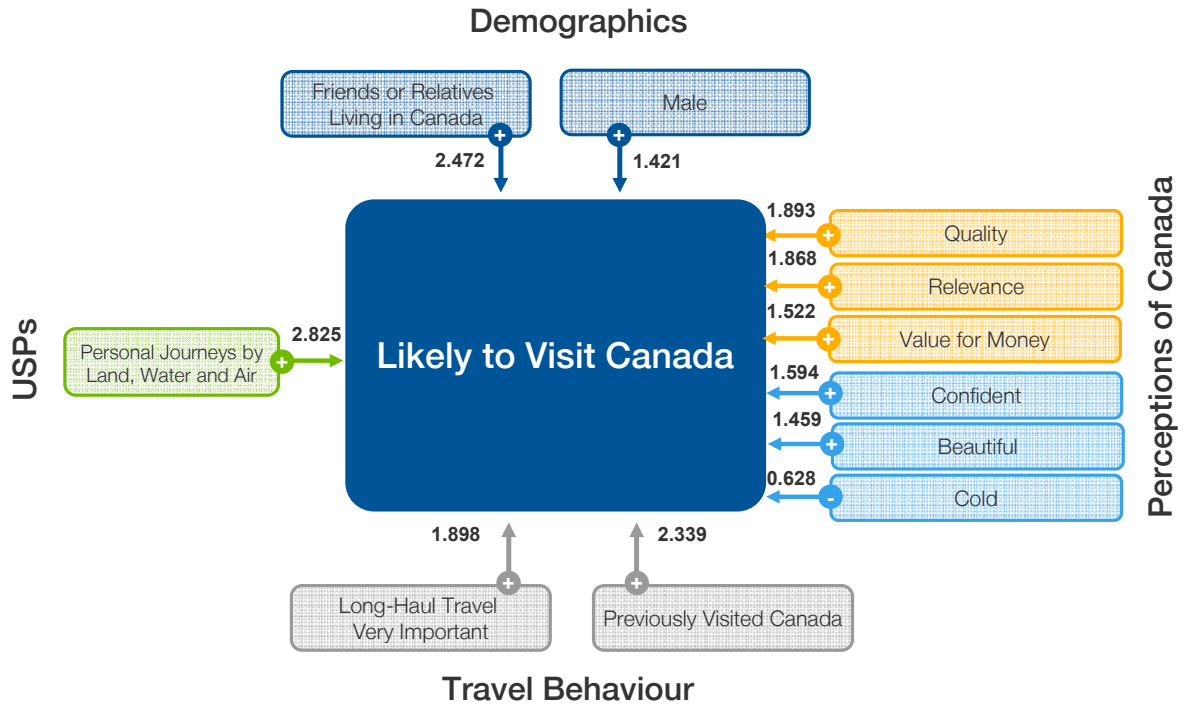 Demographics
Friends or Relatives
Living in Canada
Male
+
+
2.472
1.421
USPs
Personal Journeys by
Land, Water and Air
+
2.825
Likely to Visit Canada
Perceptions of Canada
1.893
+
Quality
1.868
+
Relevance
1.522
+
Value for Money
1.594
+
Confident
1.459
+
Beautiful
0.628
-
Cold
1.898
2.339
+
+
Long-Haul Travel
Very Important
Previously Visited Canada
Travel Behaviour